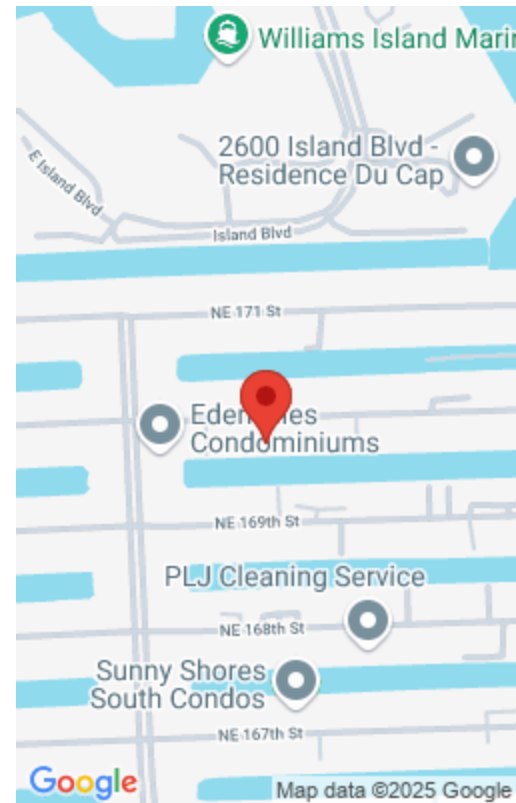 Williams Island Marin
2600 Island Blvd -
Residence Du Cap
E Island Blvd
Island Blvd
NE 171 St
Condominiums
NE 169th St
PLJ Cleaning Service
NE 168th St
Sunny Shores
South Condos
NE 167th St
Google
Map data ©2025 Google